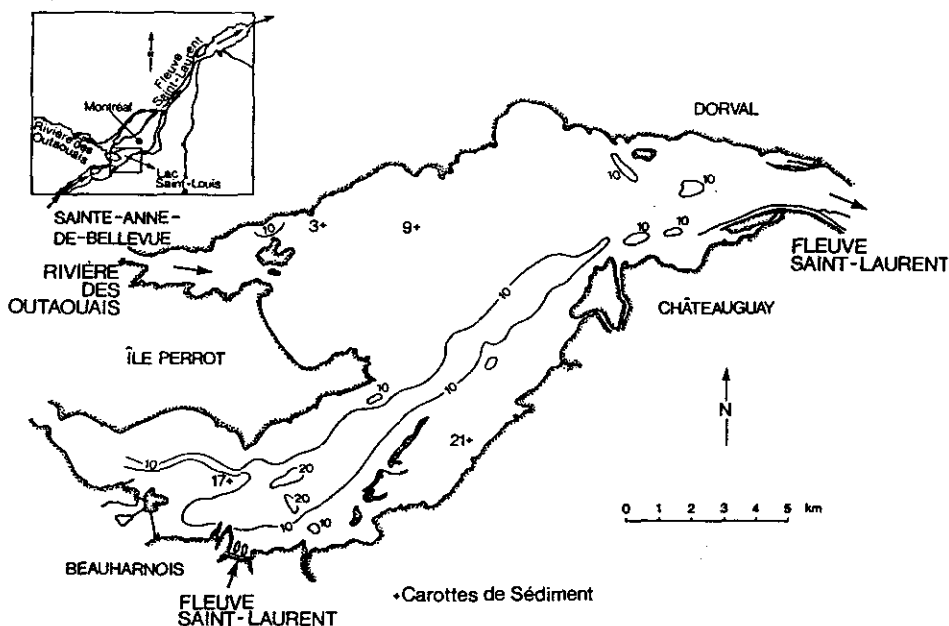 Fleuve
Saint-Laurent
Montréal
Rivière des
Outaouais
Lac
Saint-Louis
DORVAL
SAINTE-ANNE-
DE-BELLEVUE
10
3+
9+
10
10
10
10
RIVIÈRE
DES
OUTAOUAIS
FLEUVE
SAINT-LAURENT
10
CHÂTEAUGUAY
ÎLE PERROT
10
10
N
21+
10
17+
20
20
10
10
0 1 2 3 4 5 km
BEAUHARNOIS
FLEUVE
SAINT-LAURENT
+Carottes de Sédiment